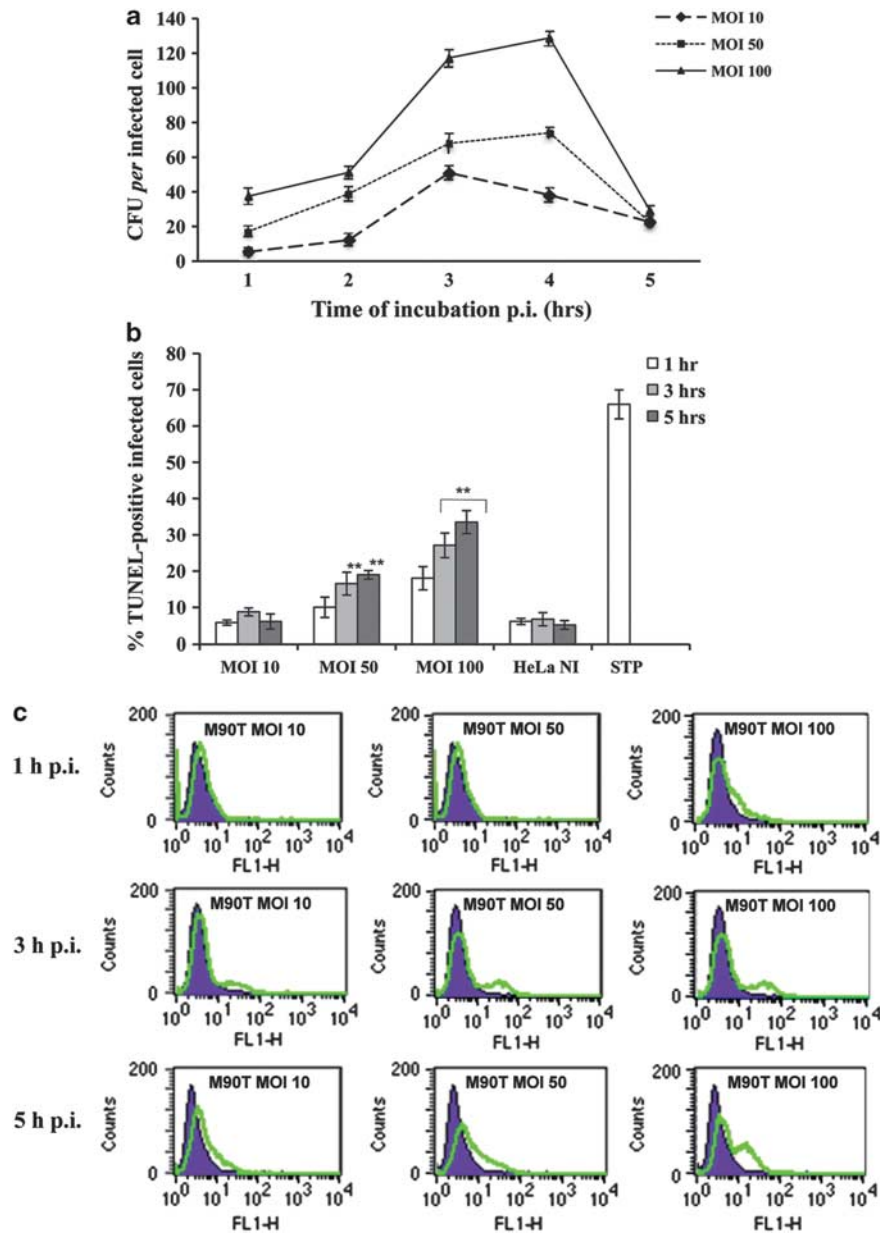 a
CFU per infected cell
140
120
100
80
60
40
20
0
1 2 3 4 5
Time of incubation p.i. (hrs)
MOI 10
MOI 50
MOI 100
b
% TUNEL-positive infected cells
80
70
60
50
40
30
20
10
0
** **
**
MOI 10 MOI 50 MOI 100 HeLa NI STP
1 hr
3 hrs
5 hrs
c
1 h p.i.
200
Counts
0
M90T MOI 10
10⁰ 10¹ 10² 10³ 10⁴
FL1-H
200
Counts
0
M90T MOI 50
10⁰ 10¹ 10² 10³ 10⁴
FL1-H
200
Counts
0
M90T MOI 100
10⁰ 10¹ 10² 10³ 10⁴
FL1-H
3 h p.i.
200
Counts
0
M90T MOI 10
10⁰ 10¹ 10² 10³ 10⁴
FL1-H
200
Counts
0
M90T MOI 50
10⁰ 10¹ 10² 10³ 10⁴
FL1-H
200
Counts
0
M90T MOI 100
10⁰ 10¹ 10² 10³ 10⁴
FL1-H
5 h p.i.
200
Counts
0
M90T MOI 10
10⁰ 10¹ 10² 10³ 10⁴
FL1-H
200
Counts
0
M90T MOI 50
10⁰ 10¹ 10² 10³ 10⁴
FL1-H
200
Counts
0
M90T MOI 100
10⁰ 10¹ 10² 10³ 10⁴
FL1-H